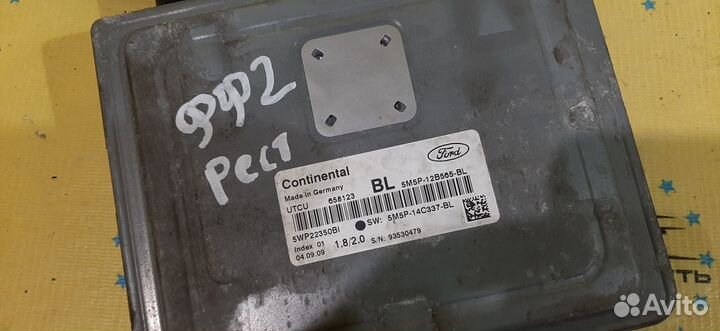 ФФ2
Рест
Continental
Made in Germany
BL
Ford
5M5P-12B565-BL
UTCU 658123
5WP22350BI
SW: 5M5P-14C337-BL
Index 01
1.8/2.0
S/N: 93530479
04.09.09
Avito